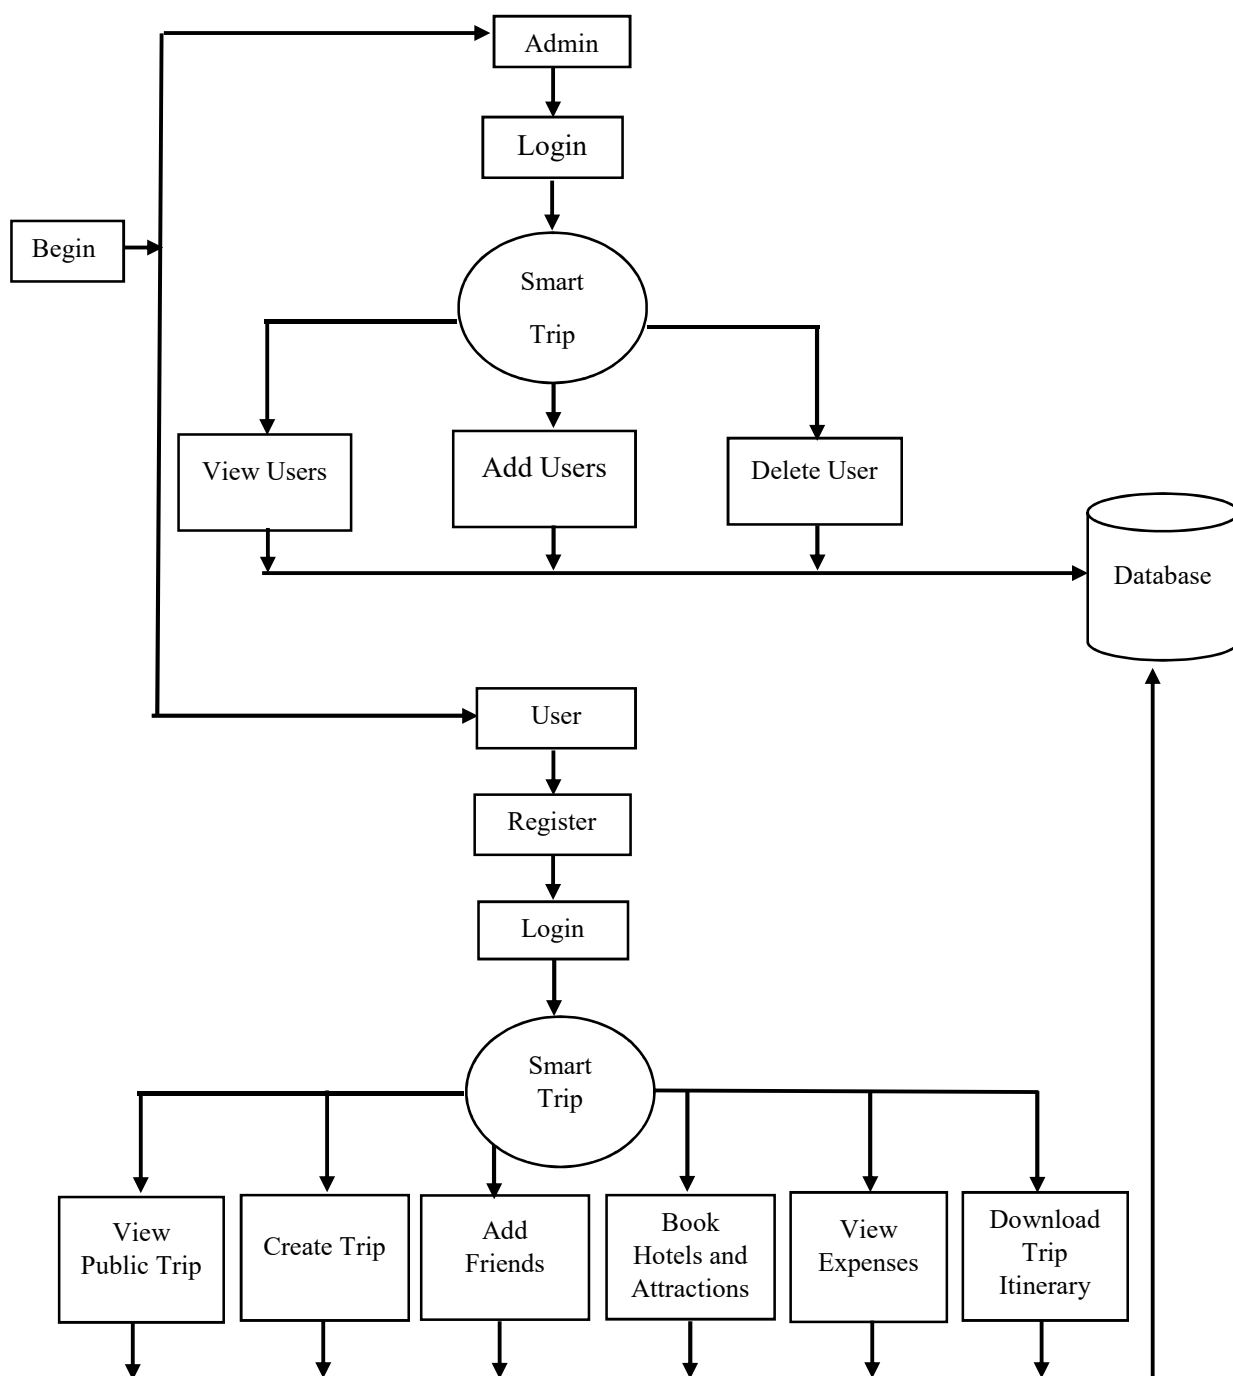 Admin
Login
Begin
Smart
Trip
View Users
Add Users
Delete User
Database
User
Register
Login
Smart
Trip
View
Public Trip
Create Trip
Add
Friends
Book
Hotels and
Attractions
View
Expenses
Download
Trip
Itinerary